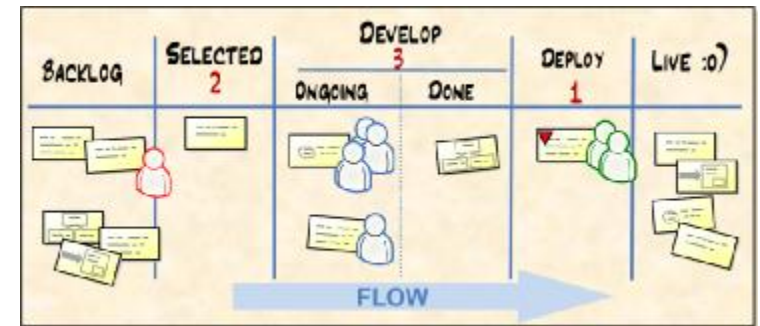 BACKLOG
SELECTED
2
DEVELOP
3
ONGOING
DONE
DEPLOY
1
LIVE :o)
FLOW